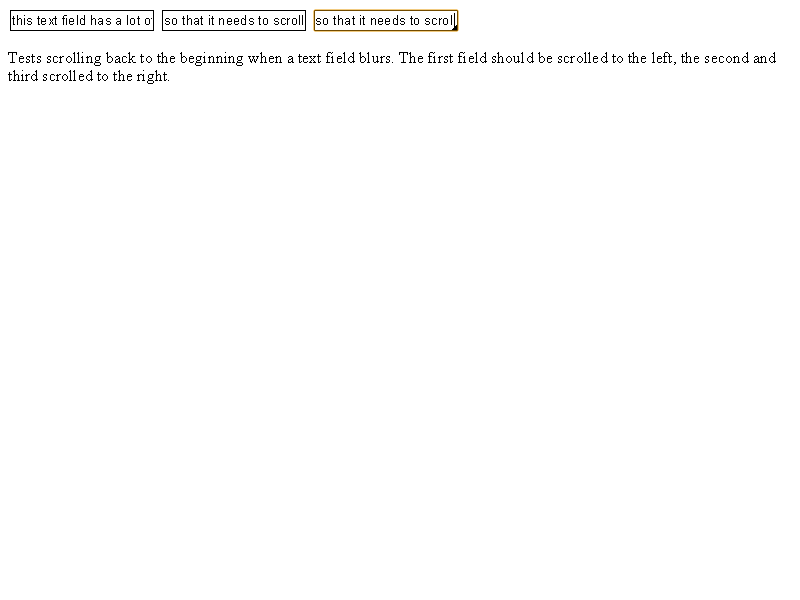 this text field has a lot o so that it needs to scroll so that it needs to scroll
Tests scrolling back to the beginning when a text field blurs. The first field should be scrolled to the left, the second and
third scrolled to the right.